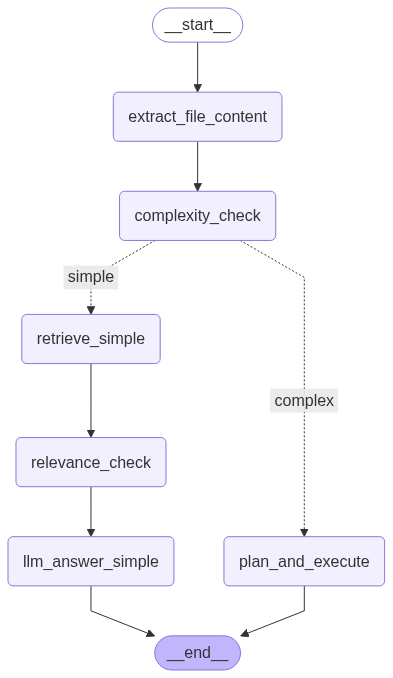 __start__
extract_file_content
complexity_check
simple
retrieve_simple
complex
relevance_check
llm_answer_simple
plan_and_execute
__end__